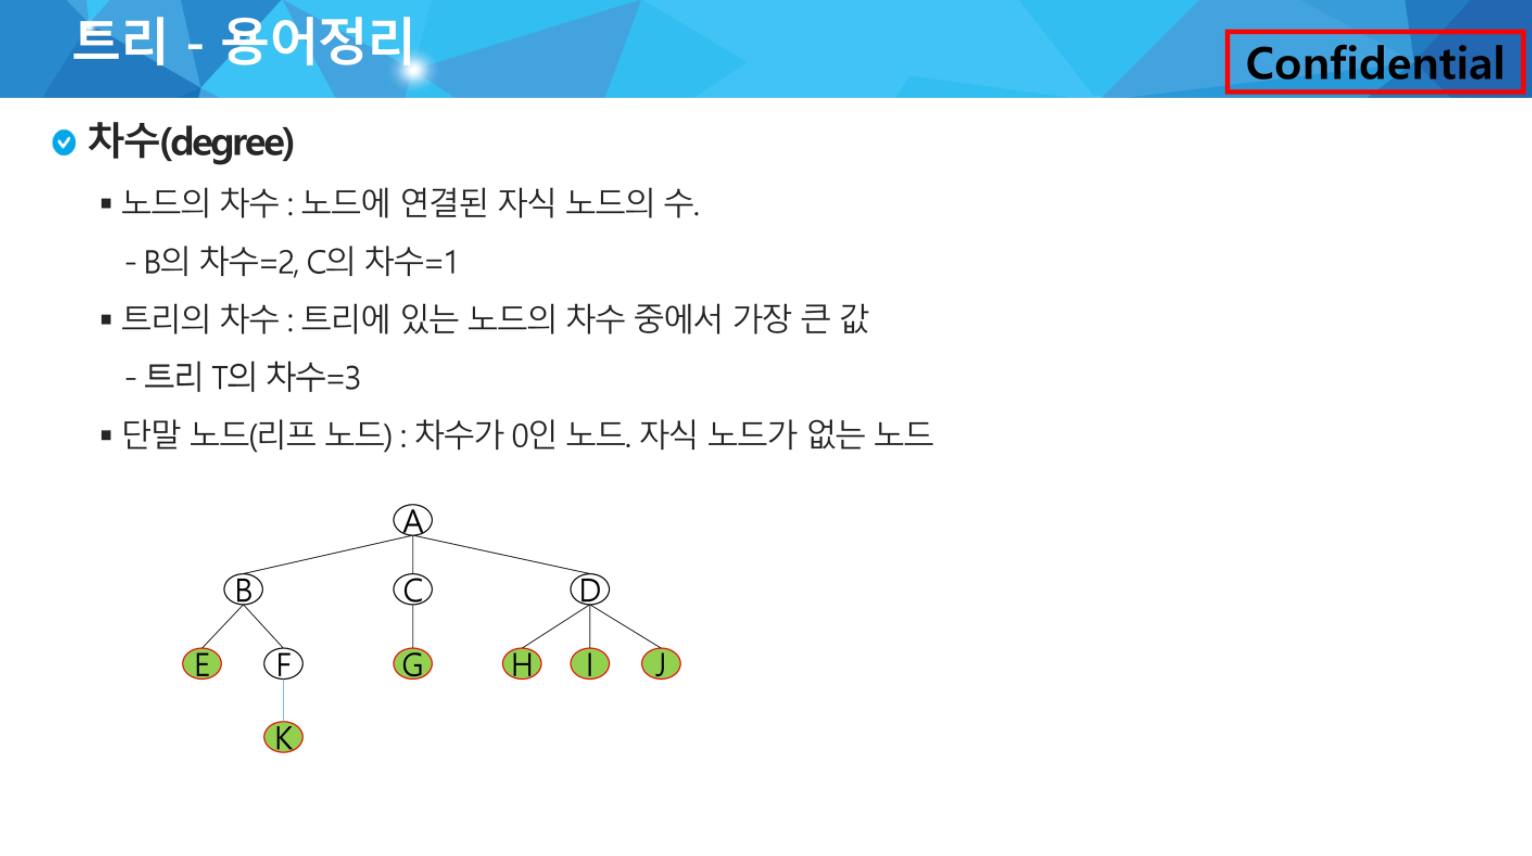 트리 - 용어정리
Confidential
차수(degree)
▪ 노드의 차수 : 노드에 연결된 자식 노드의 수.
- B의 차수=2, C의 차수=1
▪ 트리의 차수 : 트리에 있는 노드의 차수 중에서 가장 큰 값
- 트리 T의 차수=3
▪ 단말 노드(리프 노드) : 차수가 0인 노드. 자식 노드가 없는 노드
A
B C D
E F G H I J
K